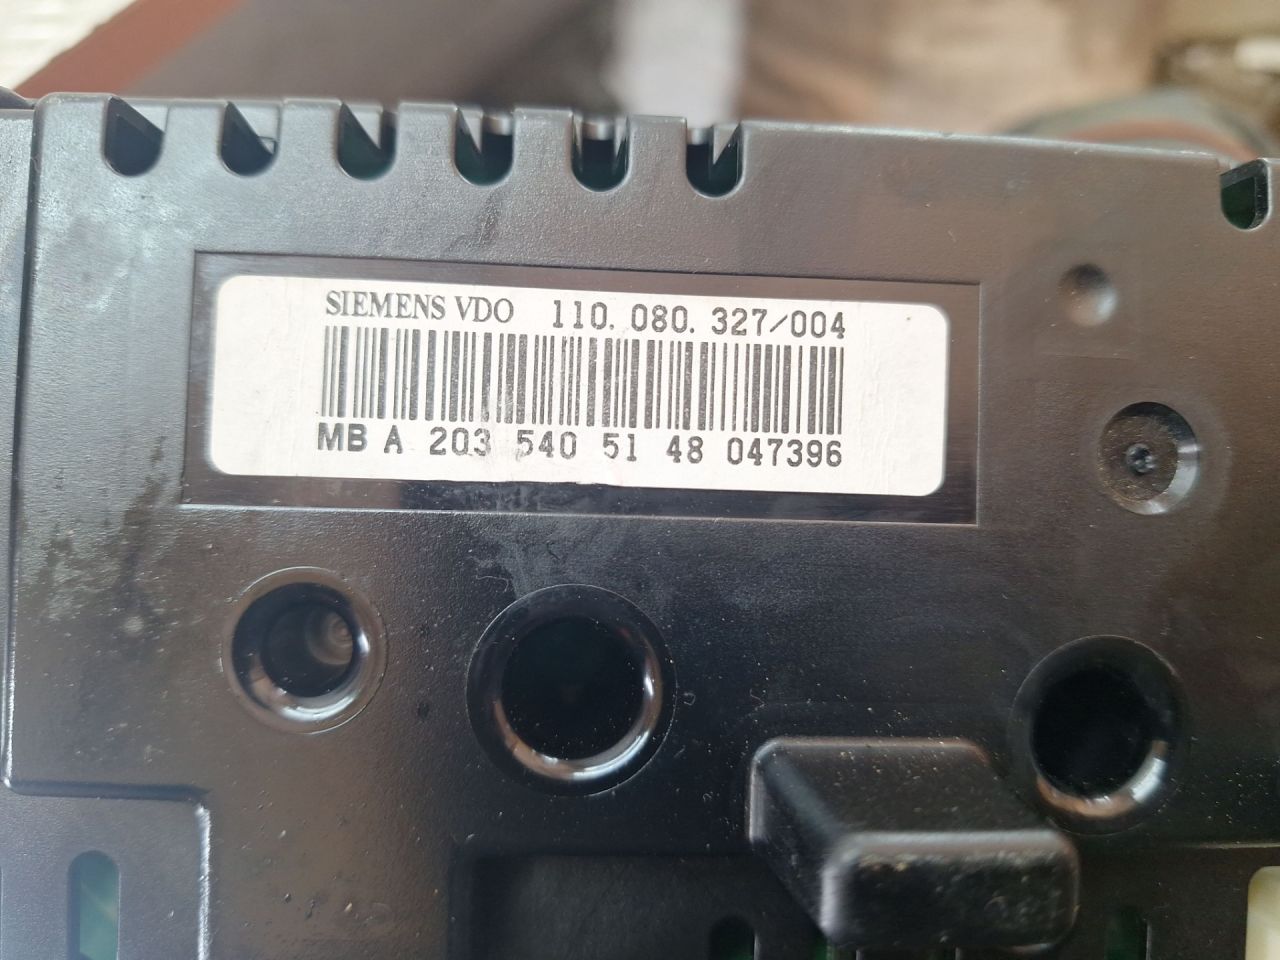 SIEMENS VDO 110.080.327/004
MB A 203 540 51 48 047396